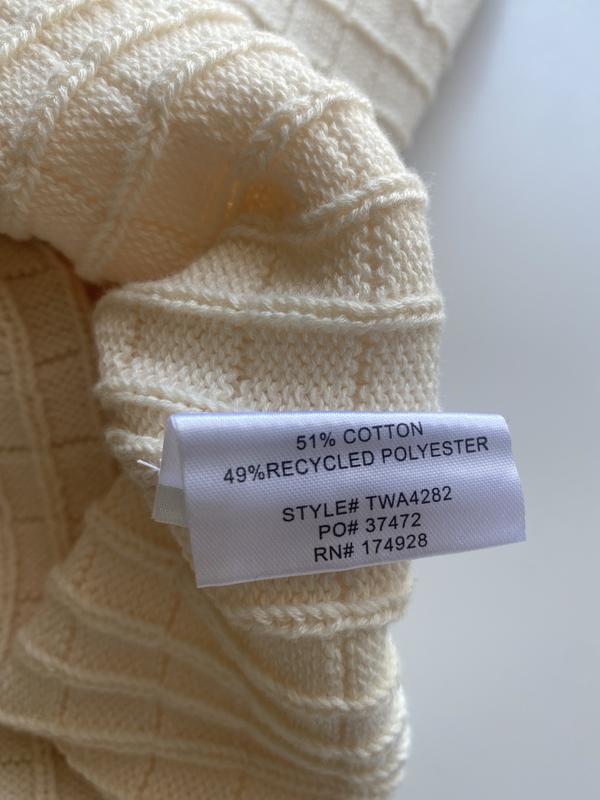 51% COTTON
49%RECYCLED POLYESTER
STYLE# TWA4282
PO# 37472
RN# 174928